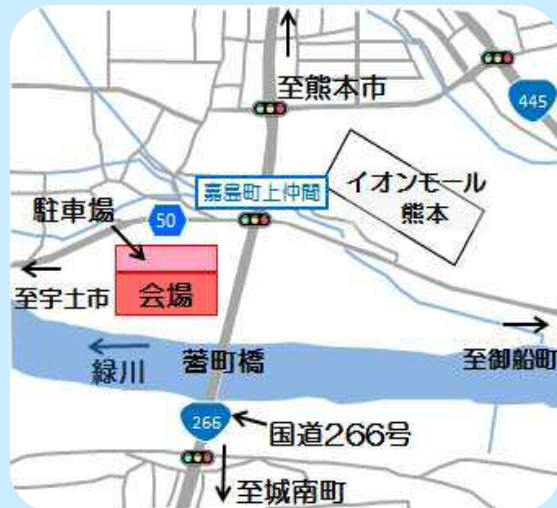 至熊本市
445
嘉島町上仲間
イオンモール
熊本
駐車場
50
至宇土市
会場
緑川
蓍町橋
至御船町
266
国道266号
至城南町